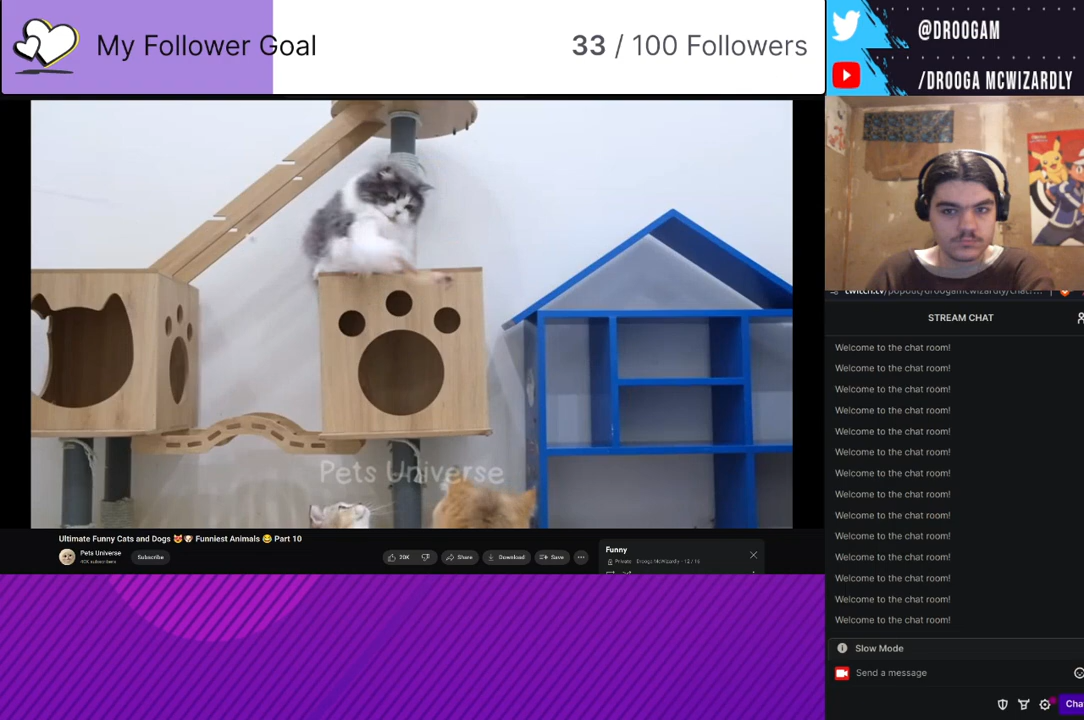 My Follower Goal
33 / 100 Followers
@DROOGAM
/DROOGA MCWIZARDLY
Pets Universe
Ultimate Funny Cats and Dogs 😻🐶 Funniest Animals 😂 Part 10
Pets Universe
Subscribe
20K
Share
Download
Save
Funny
Private
STREAM CHAT
Welcome to the chat room!
Welcome to the chat room!
Welcome to the chat room!
Welcome to the chat room!
Welcome to the chat room!
Welcome to the chat room!
Welcome to the chat room!
Welcome to the chat room!
Welcome to the chat room!
Welcome to the chat room!
Welcome to the chat room!
Welcome to the chat room!
Welcome to the chat room!
Welcome to the chat room!
Slow Mode
Send a message
Cha